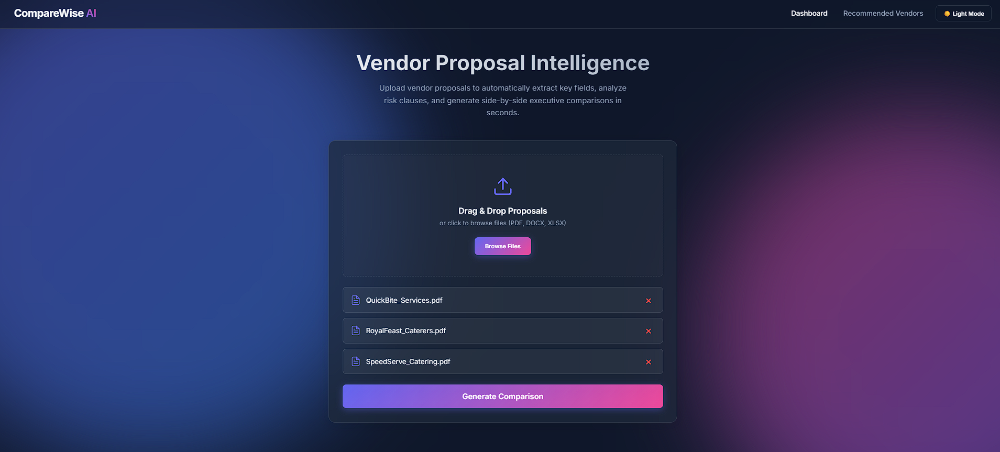 CompareWise AI
Dashboard
Recommended Vendors
Light Mode
Vendor Proposal Intelligence
Upload vendor proposals to automatically extract key fields, analyze
risk clauses, and generate side-by-side executive comparisons in
seconds.
Drag & Drop Proposals
or click to browse files (PDF, DOCX, XLSX)
Browse Files
QuickBite_Services.pdf
RoyalFeast_Caterers.pdf
SpeedServe_Catering.pdf
Generate Comparison